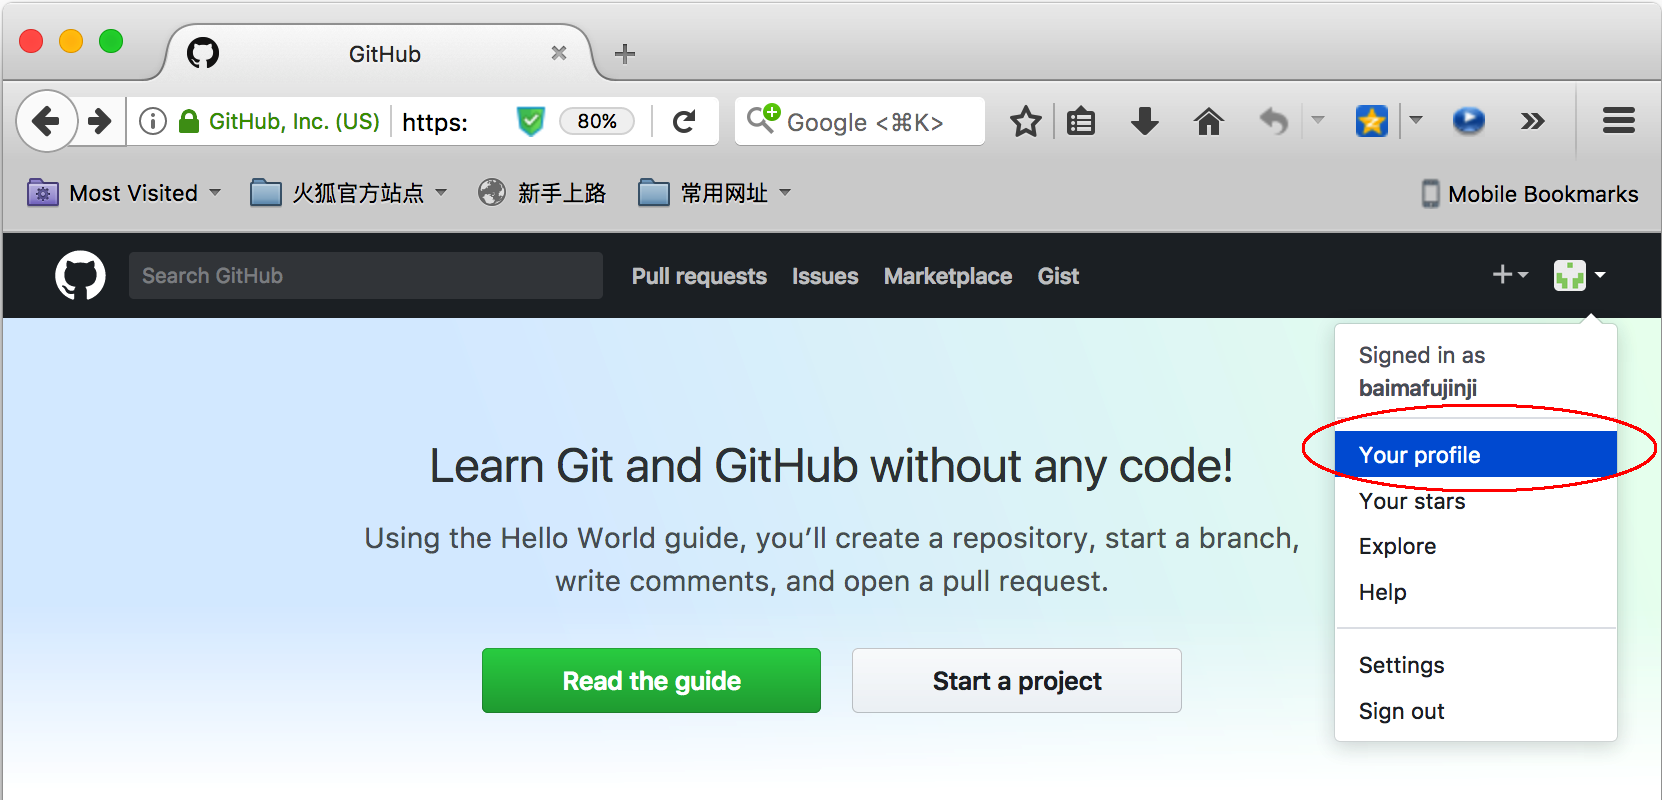 GitHub
GitHub, Inc. (US) https: 80% Google <⌘K>
Most Visited 火狐官方站点 新手上路 常用网址 Mobile Bookmarks
Search GitHub Pull requests Issues Marketplace Gist
Signed in as
baimafujinji
Your profile
Your stars
Explore
Help
Settings
Sign out
Learn Git and GitHub without any code!
Using the Hello World guide, you’ll create a repository, start a branch,
write comments, and open a pull request.
Read the guide Start a project